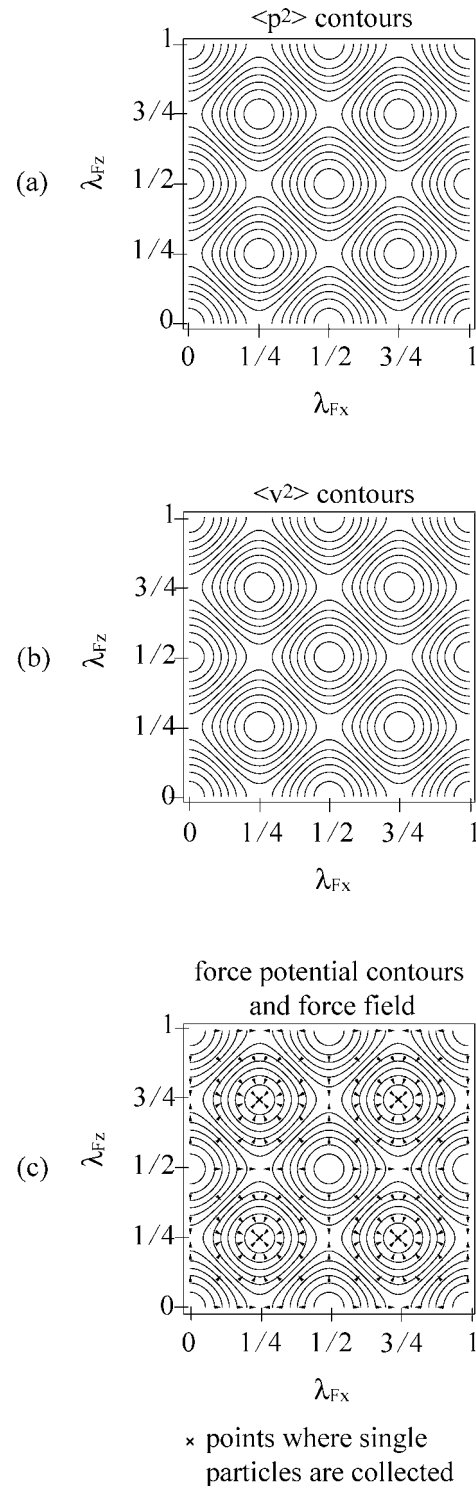 <p²> contours
1
3/4
(a) λFz 1/2
1/4
0
0 1/4 1/2 3/4 1
λFx
<v²> contours
1
3/4
(b) λFz 1/2
1/4
0
0 1/4 1/2 3/4 1
λFx
force potential contours
and force field
1
3/4
(c) λFz 1/2
1/4
0
0 1/4 1/2 3/4 1
λFx
× points where single
particles are collected